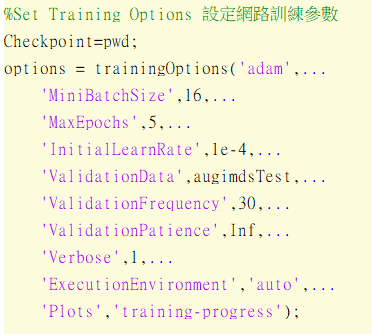 %Set Training Options 設定網路訓練參數
Checkpoint=pwd;
options = trainingOptions('adam',...
    'MiniBatchSize',16,...
    'MaxEpochs',5,...
    'InitialLearnRate',1e-4,...
    'ValidationData',augimdsTest,...
    'ValidationFrequency',30,...
    'ValidationPatience',Inf,...
    'Verbose',1,...
    'ExecutionEnvironment','auto',...
    'Plots','training-progress');